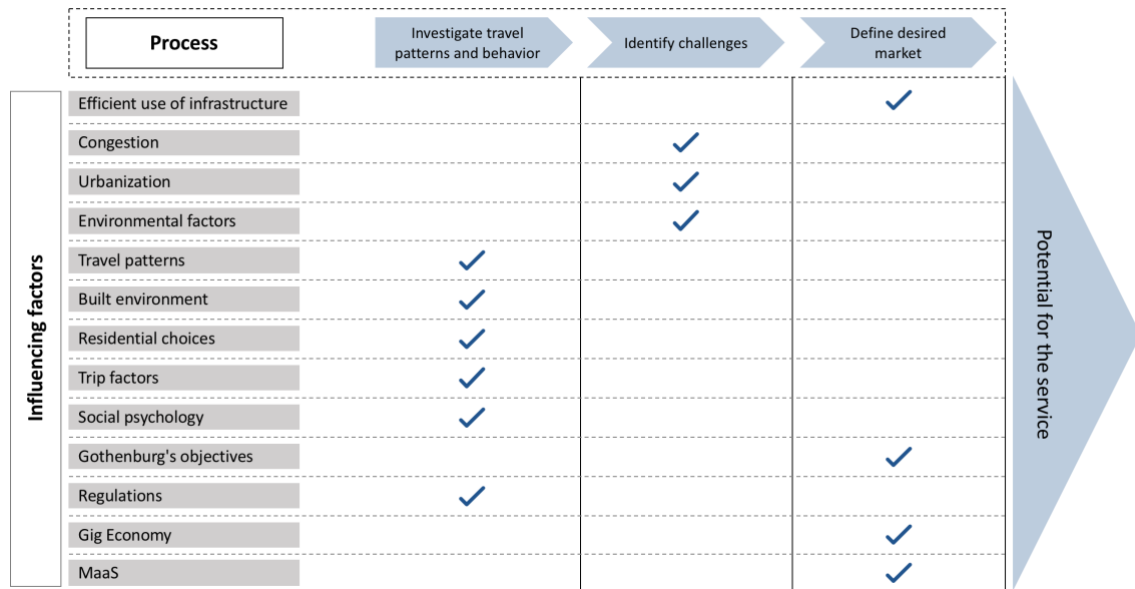 Process
Investigate travel
patterns and behavior
Identify challenges
Define desired
market
Influencing factors
Efficient use of infrastructure
Congestion
Urbanization
Environmental factors
Travel patterns
Built environment
Residential choices
Trip factors
Social psychology
Gothenburg's objectives
Regulations
Gig Economy
MaaS
Potential for the service